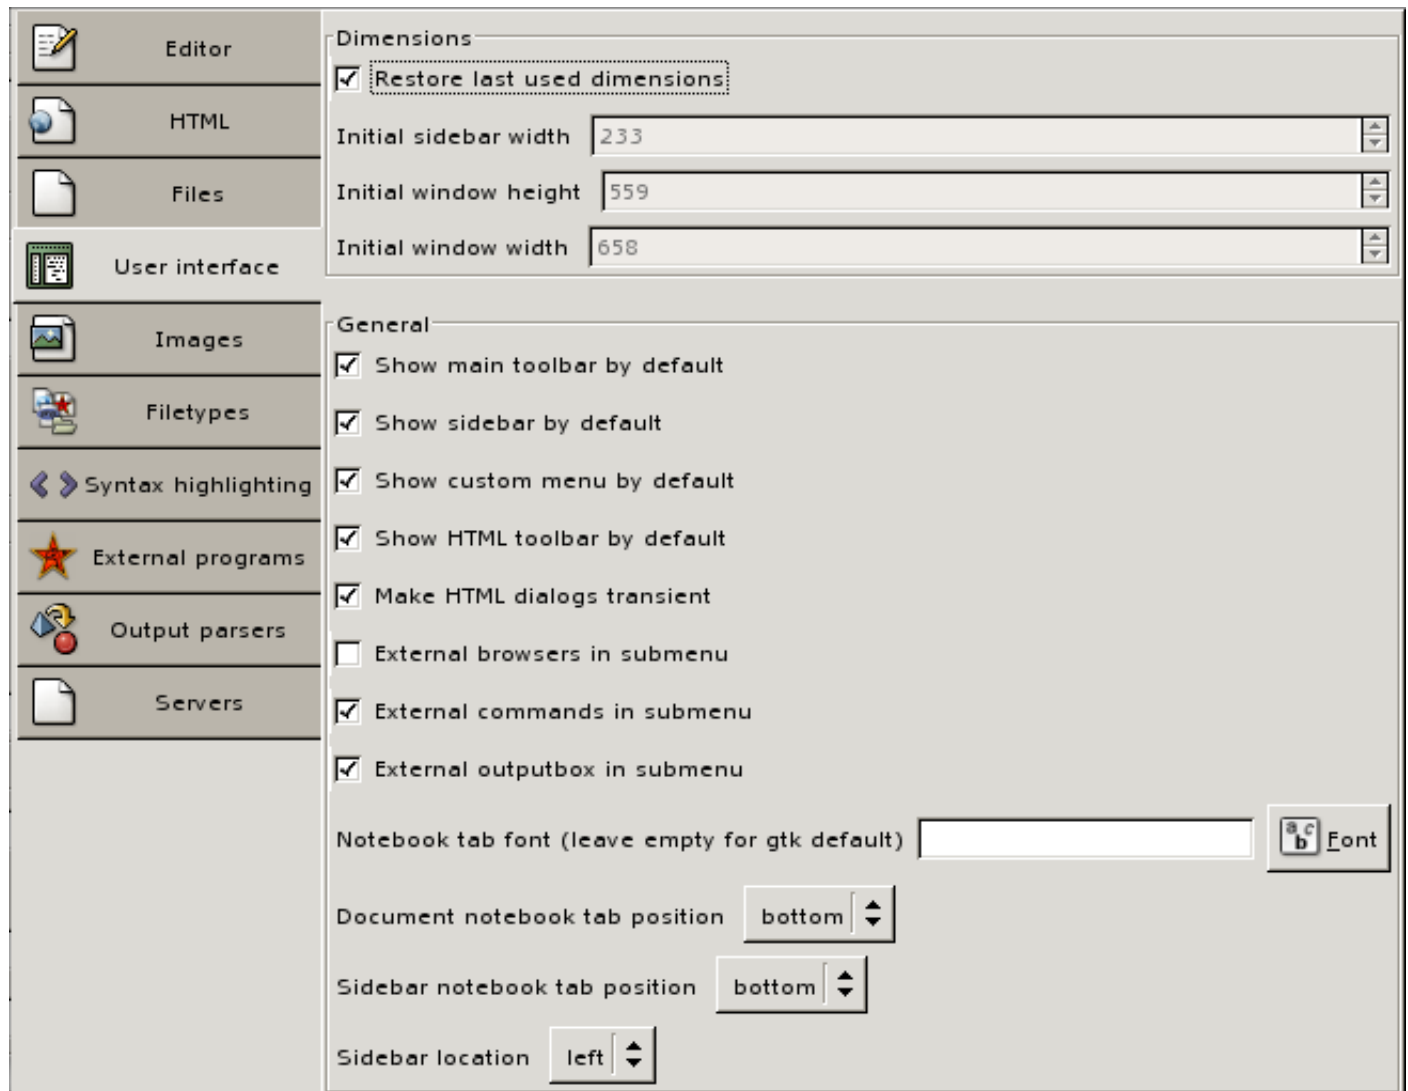 Editor
HTML
Files
User interface
Images
Filetypes
Syntax highlighting
External programs
Output parsers
Servers
Dimensions
Restore last used dimensions
Initial sidebar width 233
Initial window height 559
Initial window width 658
General
Show main toolbar by default
Show sidebar by default
Show custom menu by default
Show HTML toolbar by default
Make HTML dialogs transient
External browsers in submenu
External commands in submenu
External outputbox in submenu
Notebook tab font (leave empty for gtk default) a c b Font
Document notebook tab position bottom
Sidebar notebook tab position bottom
Sidebar location left